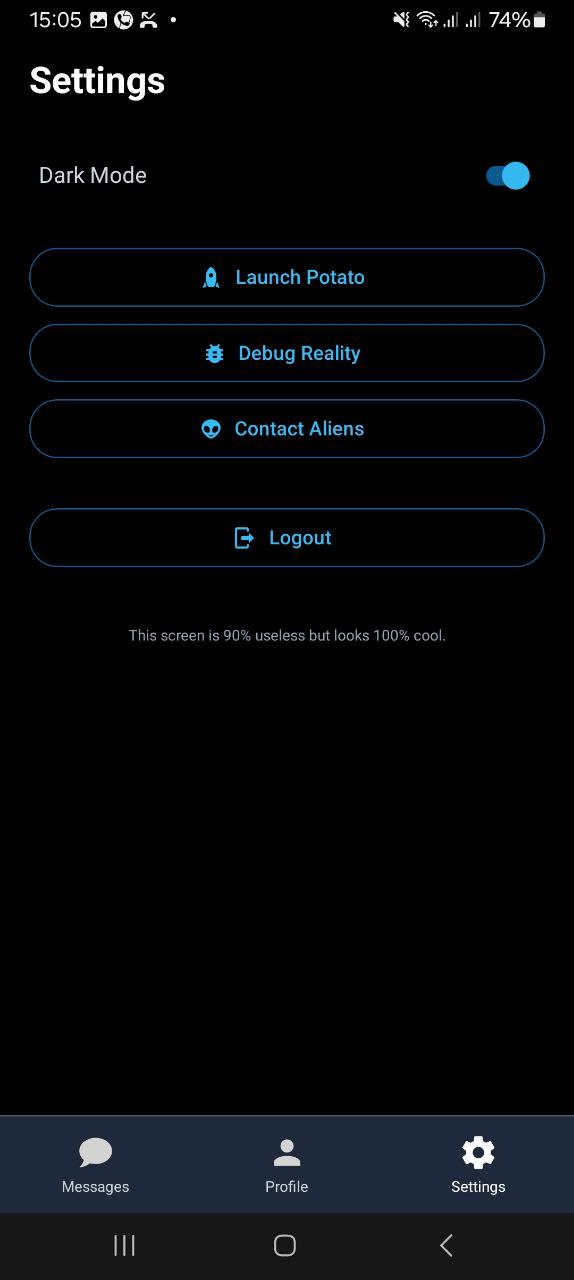 15:05
74%
Settings
Dark Mode
Launch Potato
Debug Reality
Contact Aliens
Logout
This screen is 90% useless but looks 100% cool.
Messages
Profile
Settings